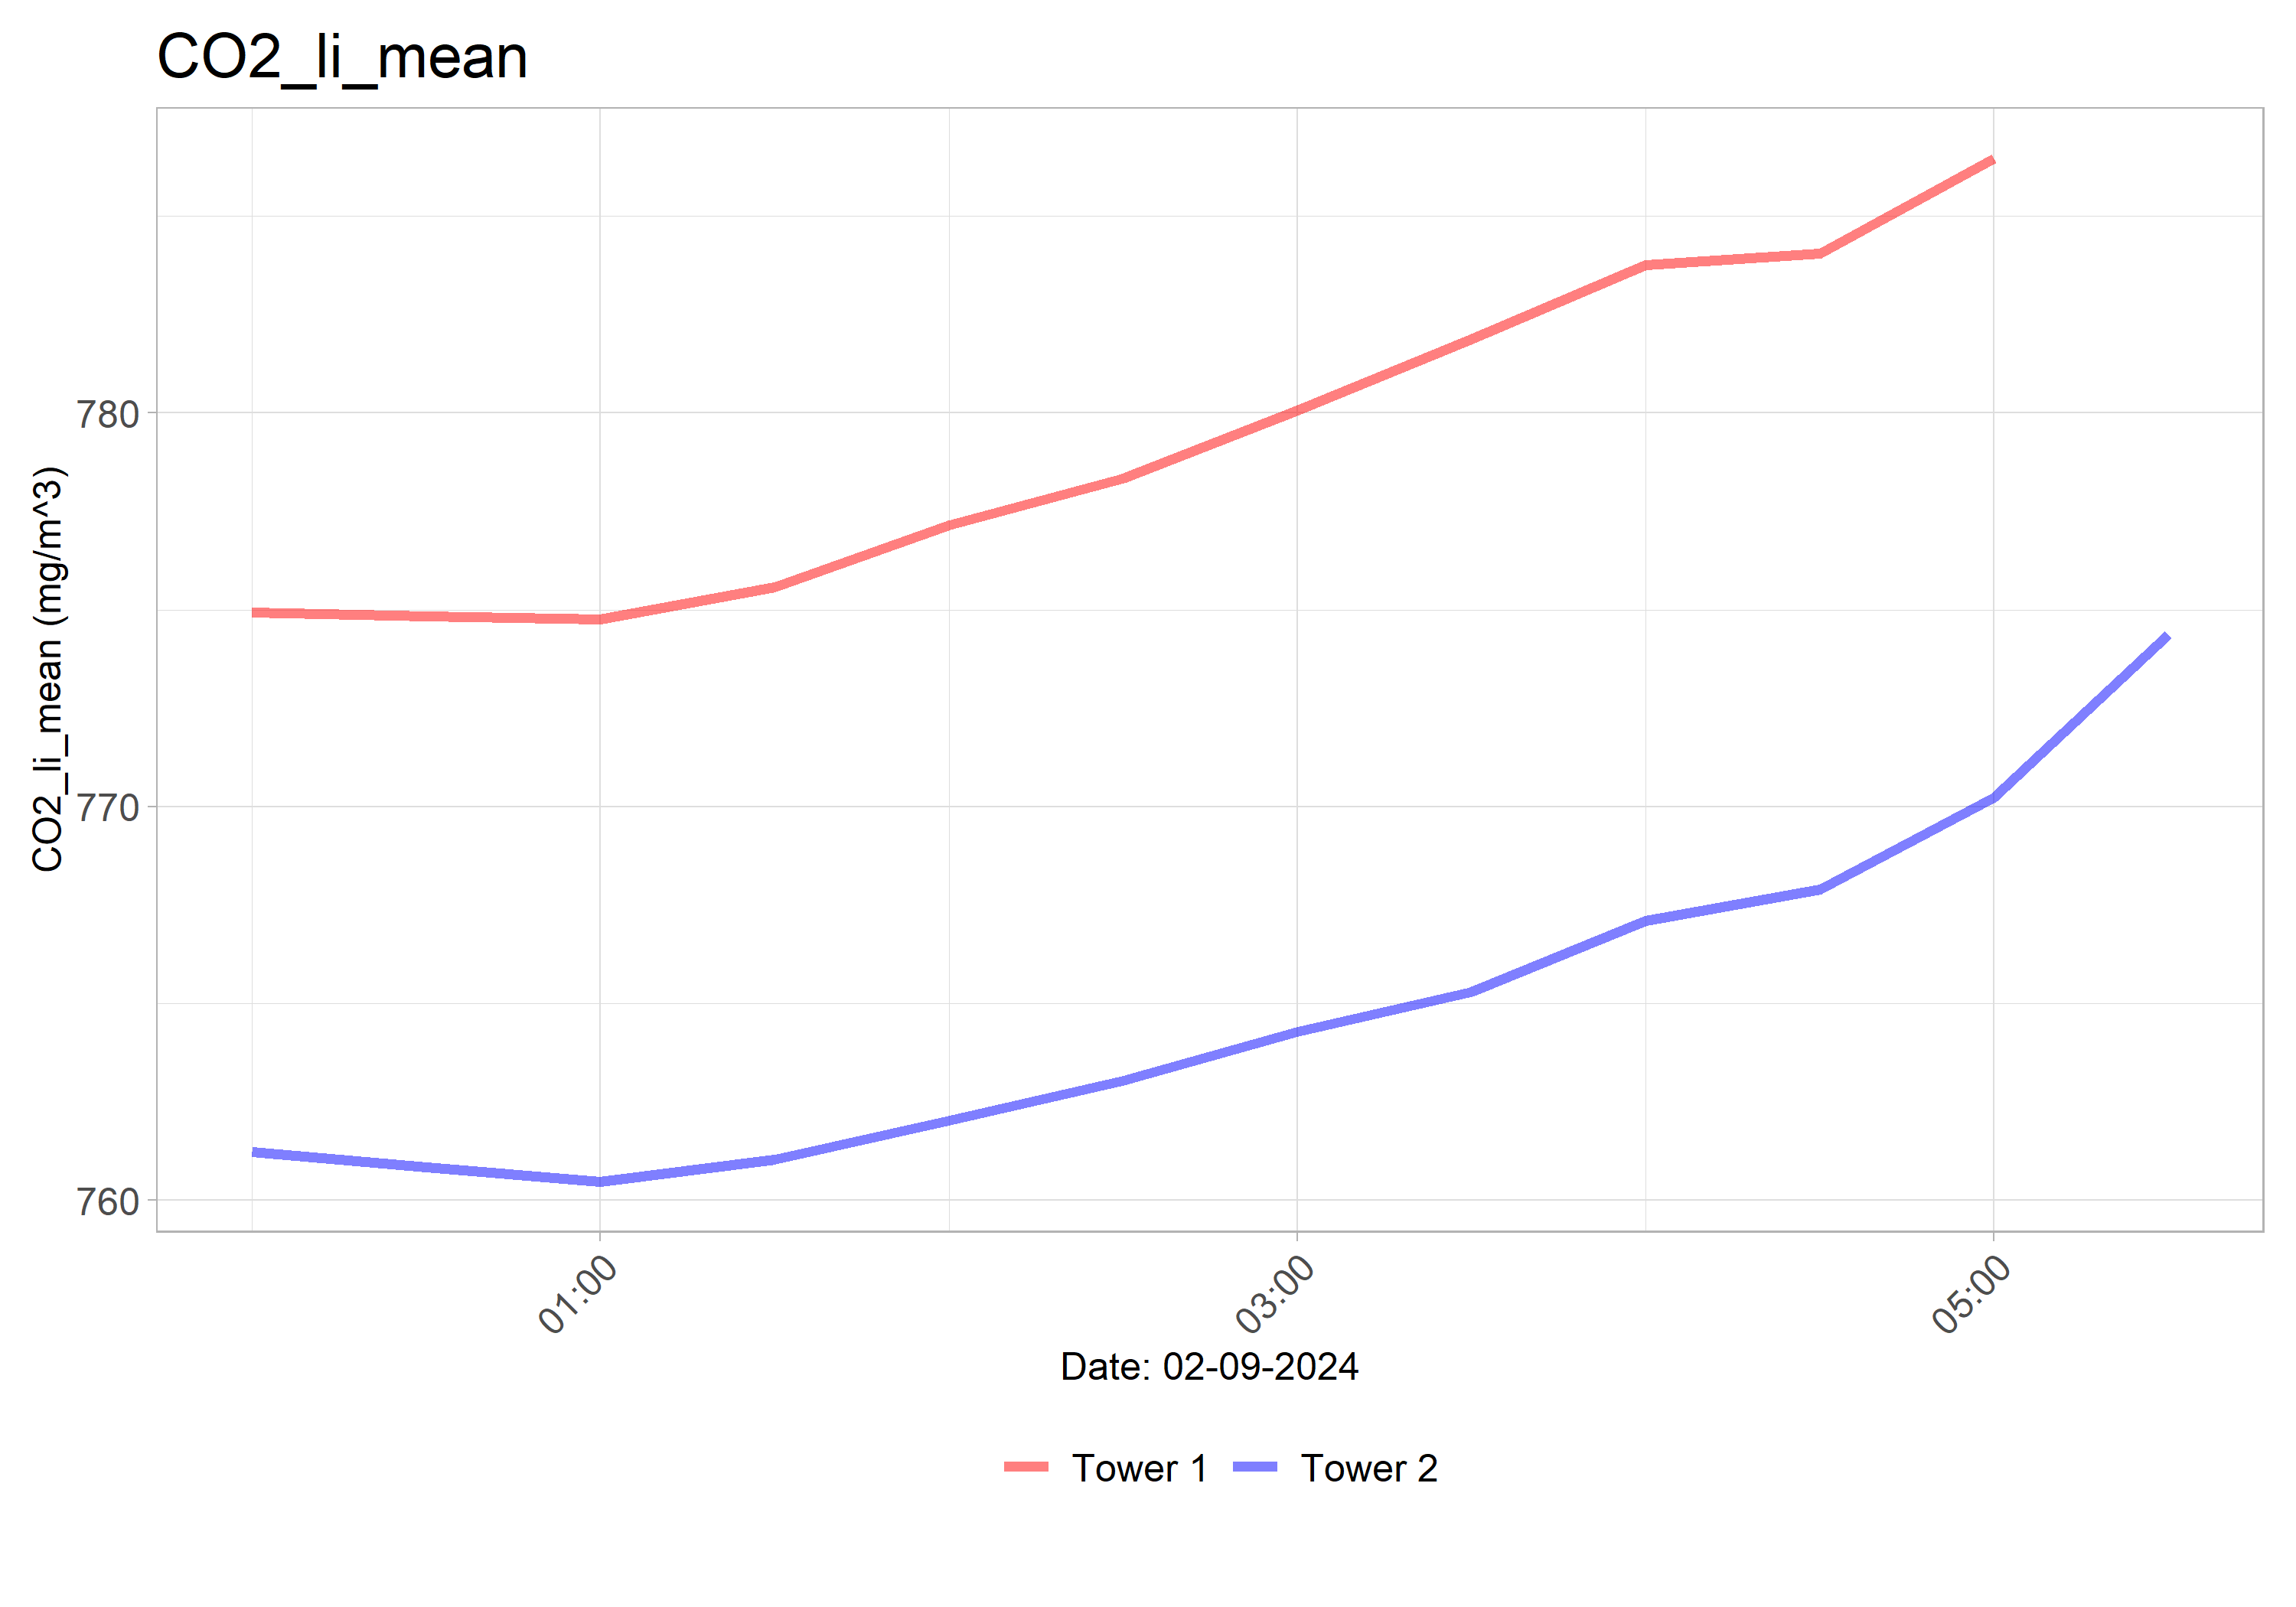 CO2_li_mean
CO2_li_mean (mg/m^3)
780
770
760
01:00
03:00
05:00
Date: 02-09-2024
Tower 1
Tower 2